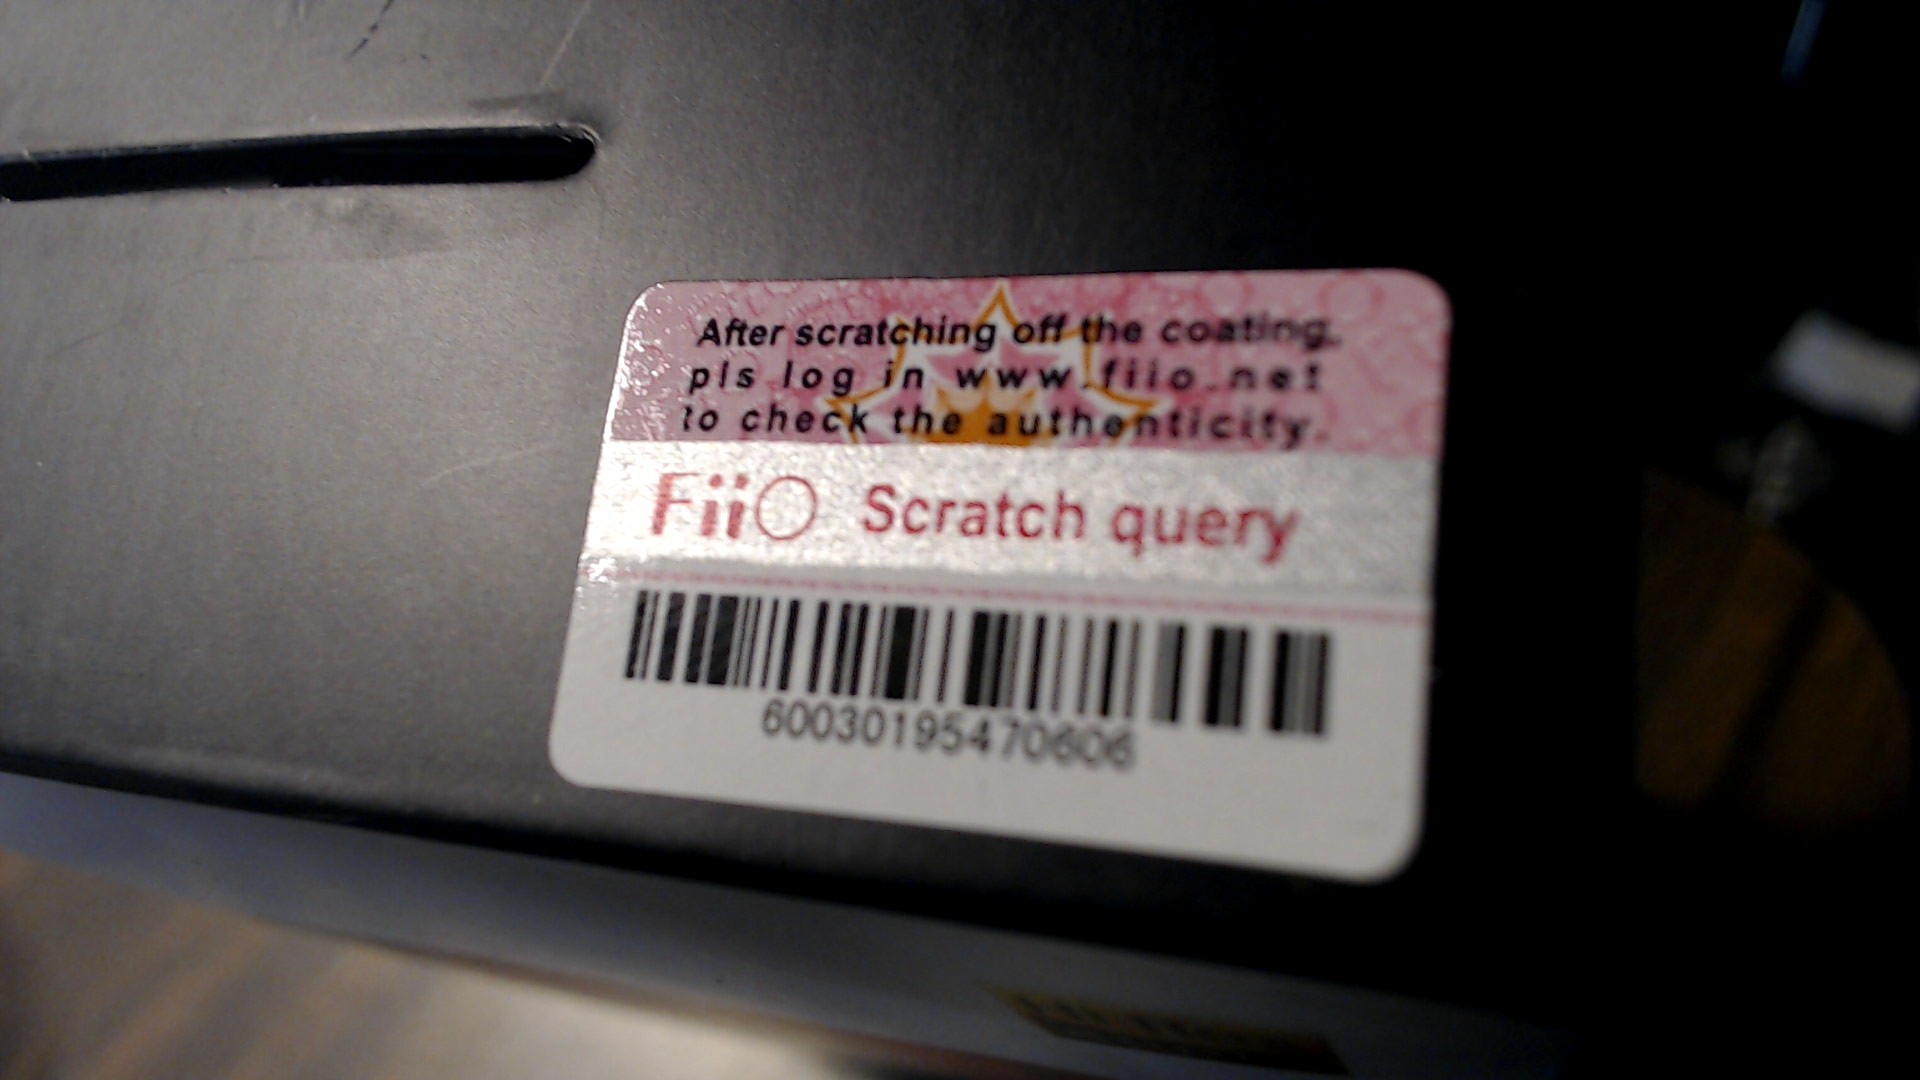 After scratching off the coating,
pls log in www.fiio.net
to check the authenticity.
FiiO Scratch query
60030195470606